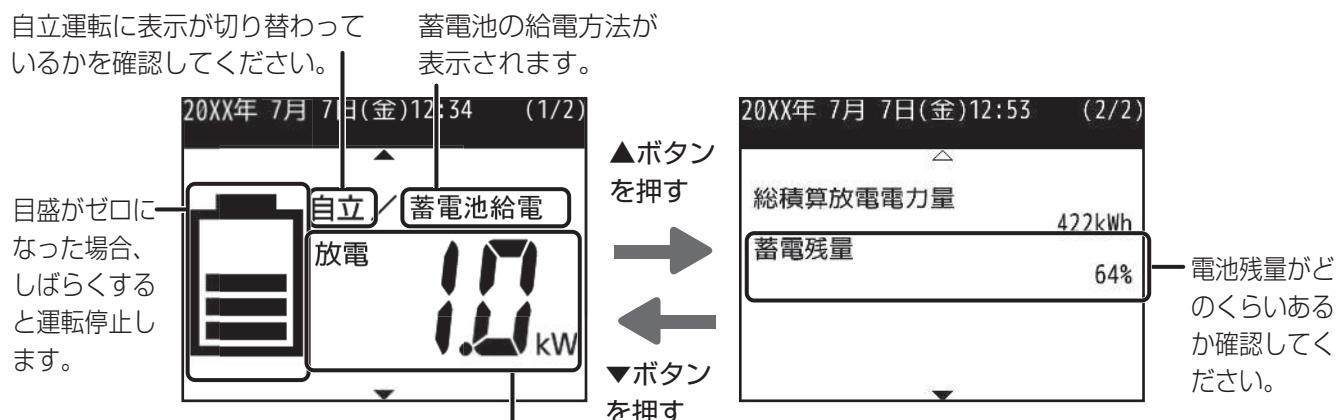 自立運転に表示が切り替わって
いるかを確認してください。
蓄電池の給電方法が
表示されます。
20XX年 7月 7日(金)12:34 (1/2)
▲
自立/蓄電池給電
放電
1.0kW
▼
目盛がゼロに
なった場合、
しばらくする
と運転停止し
ます。
▲ボタン
を押す
▼ボタン
を押す
20XX年 7月 7日(金)12:53 (2/2)
△
総積算放電電力量
422kWh
蓄電残量
64%
▼
電池残量がど
のくらいある
か確認してく
ださい。